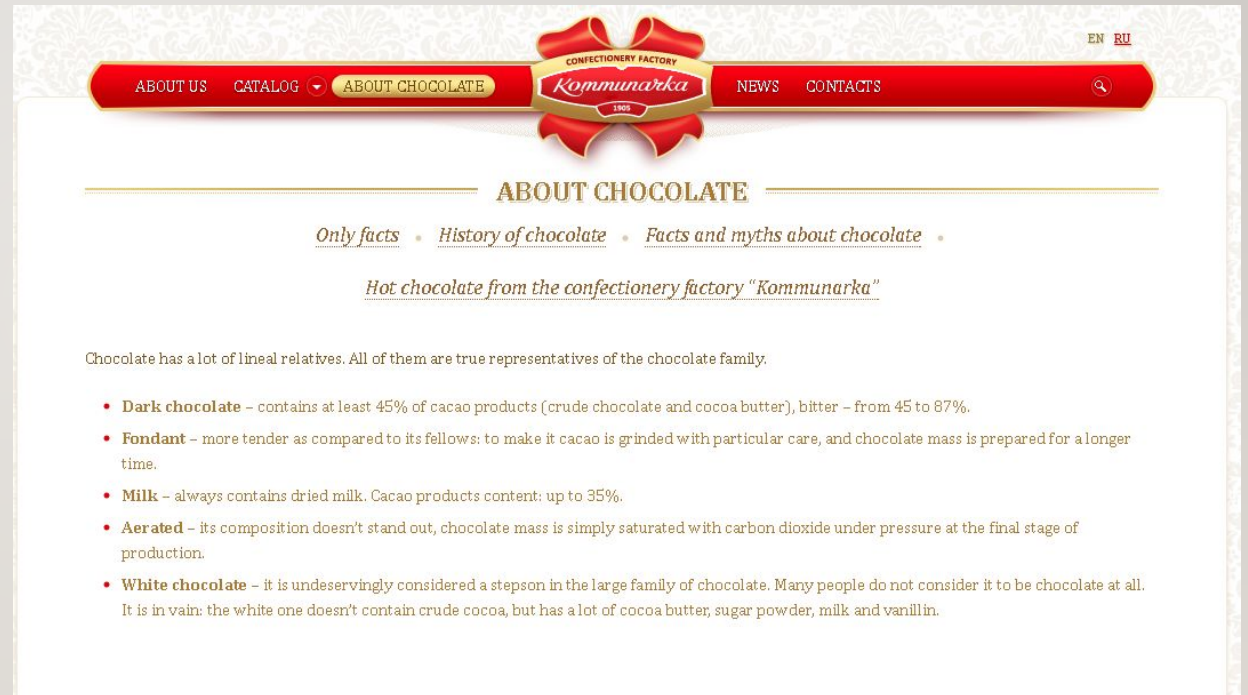 EN RU
ABOUT US CATALOG ABOUT CHOCOLATE NEWS CONTACTS
CONFECTIONERY FACTORY
Kommunarka
1905
ABOUT CHOCOLATE
Only facts • History of chocolate • Facts and myths about chocolate •
Hot chocolate from the confectionery factory “Kommunarka”
Chocolate has a lot of lineal relatives. All of them are true representatives of the chocolate family.
• Dark chocolate – contains at least 45% of cacao products (crude chocolate and cocoa butter), bitter – from 45 to 87%.
• Fondant – more tender as compared to its fellows: to make it cacao is grinded with particular care, and chocolate mass is prepared for a longer
time.
• Milk – always contains dried milk. Cacao products content: up to 35%.
• Aerated – its composition doesn’t stand out, chocolate mass is simply saturated with carbon dioxide under pressure at the final stage of
production.
• White chocolate – it is undeservingly considered a stepson in the large family of chocolate. Many people do not consider it to be chocolate at all.
It is in vain: the white one doesn’t contain crude cocoa, but has a lot of cocoa butter, sugar powder, milk and vanillin.